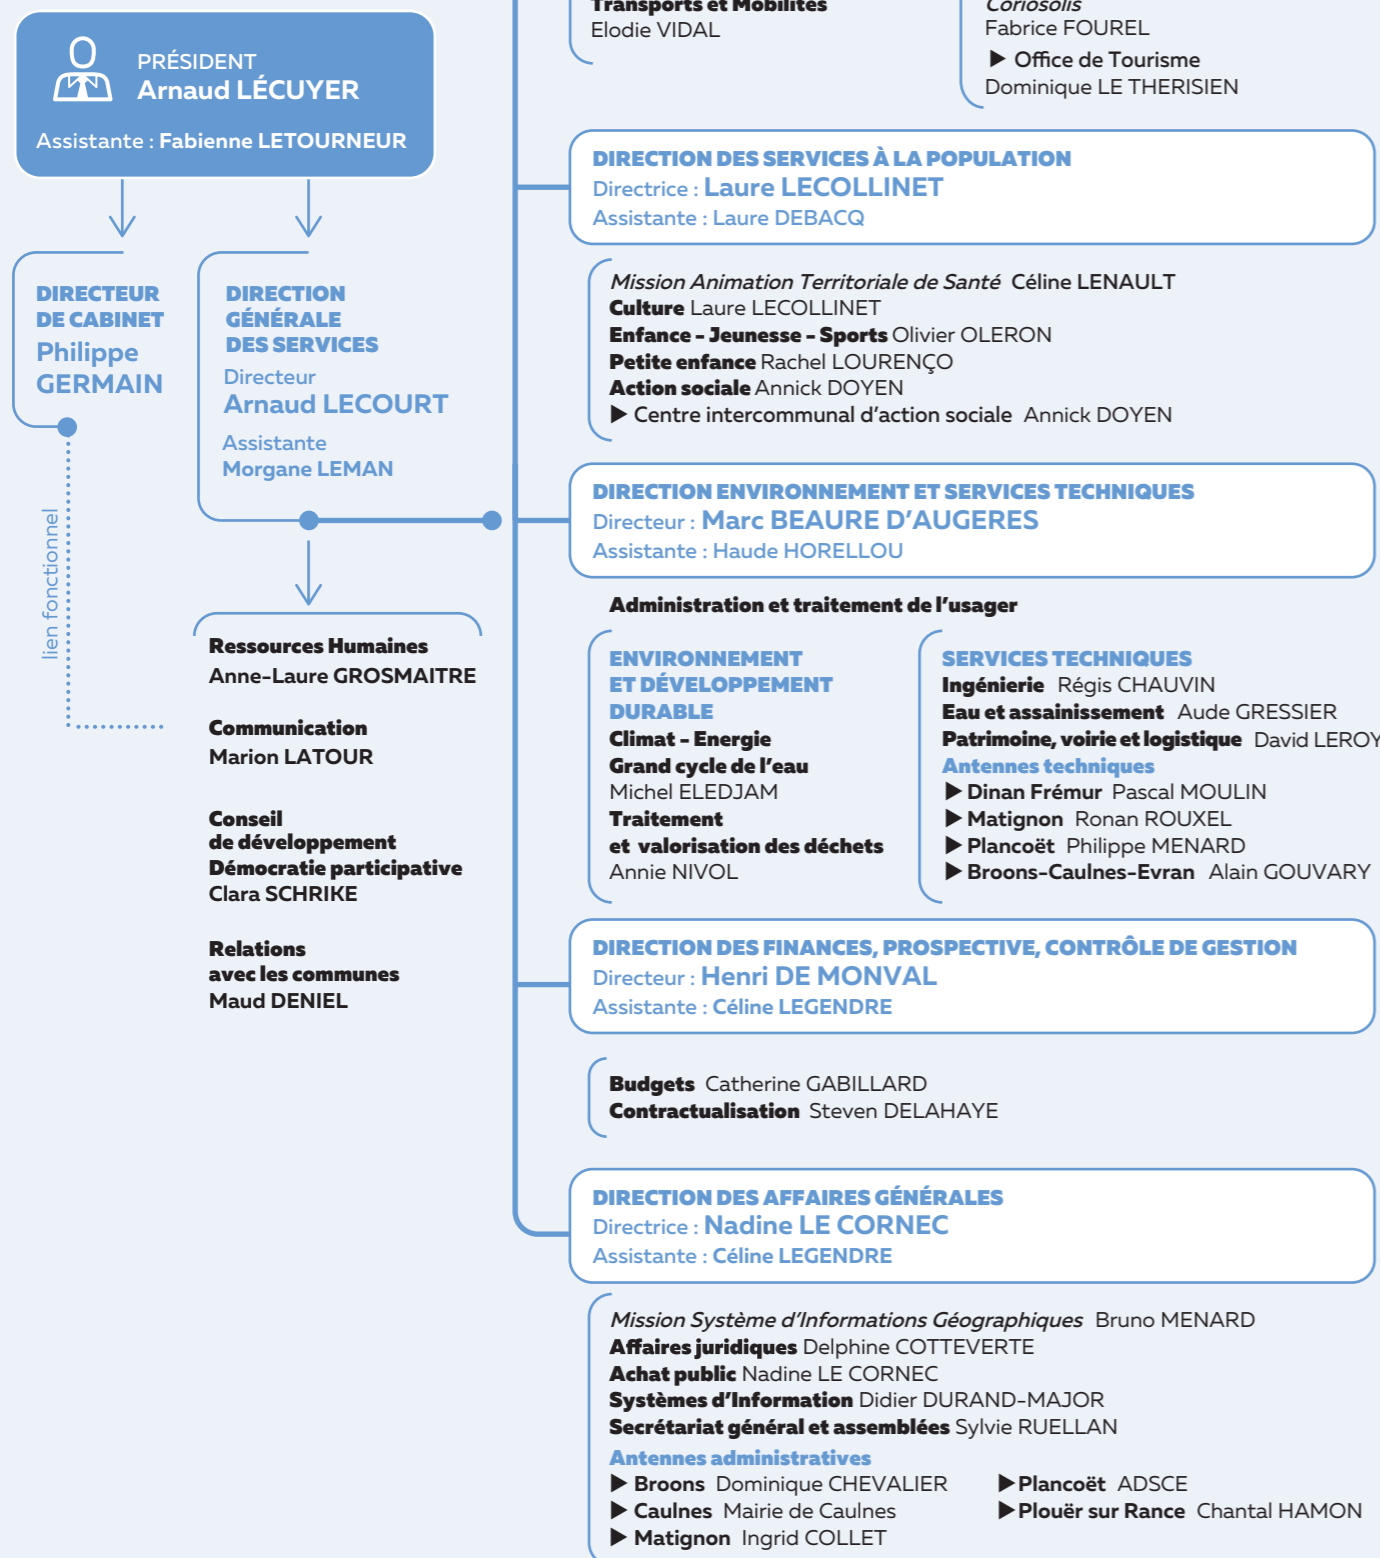 PRÉSIDENT
Arnaud LÉCUYER
Assistante : Fabienne LETOURNEUR
DIRECTEUR
DE CABINET
Philippe
GERMAIN
lien fonctionnel
DIRECTION
GÉNÉRALE
DES SERVICES
Directeur
Arnaud LECOURT
Assistante
Morgane LEMAN
Ressources Humaines
Anne-Laure GROSMAITRE
Communication
Marion LATOUR
Conseil
de développement
Démocratie participative
Clara SCHRIKE
Relations
avec les communes
Maud DENIEL
Transports et Mobilités
Elodie VIDAL
Coriosolis
Fabrice FOUREL
▶ Office de Tourisme
Dominique LE THERISIEN
DIRECTION DES SERVICES À LA POPULATION
Directrice : Laure LECOLLINET
Assistante : Laure DEBACQ
Mission Animation Territoriale de Santé Céline LENAULT
Culture Laure LECOLLINET
Enfance - Jeunesse - Sports Olivier OLERON
Petite enfance Rachel LOURENÇO
Action sociale Annick DOYEN
▶ Centre intercommunal d'action sociale Annick DOYEN
DIRECTION ENVIRONNEMENT ET SERVICES TECHNIQUES
Directeur : Marc BEAURE D'AUGERES
Assistante : Haude HORELLOU
Administration et traitement de l'usager
ENVIRONNEMENT
ET DÉVELOPPEMENT
DURABLE
Climat - Energie
Grand cycle de l'eau
Michel ELEDJAM
Traitement
et valorisation des déchets
Annie NIVOL
SERVICES TECHNIQUES
Ingénierie Régis CHAUVIN
Eau et assainissement Aude GRESSIER
Patrimoine, voirie et logistique David LEROY
Antennes techniques
▶ Dinan Frémur Pascal MOULIN
▶ Matignon Ronan ROUXEL
▶ Plancoët Philippe MENARD
▶ Broons-Caulnes-Evran Alain GOUVARY
DIRECTION DES FINANCES, PROSPECTIVE, CONTRÔLE DE GESTION
Directeur : Henri DE MONVAL
Assistante : Céline LEGENDRE
Budgets Catherine GABILLARD
Contractualisation Steven DELAHAYE
DIRECTION DES AFFAIRES GÉNÉRALES
Directrice : Nadine LE CORNEC
Assistante : Céline LEGENDRE
Mission Système d'Informations Géographiques Bruno MENARD
Affaires juridiques Delphine COTTEVERTE
Achat public Nadine LE CORNEC
Systèmes d'Information Didier DURAND-MAJOR
Secrétariat général et assemblées Sylvie RUELLAN
Antennes administratives
▶ Broons Dominique CHEVALIER
▶ Caulnes Mairie de Caulnes
▶ Matignon Ingrid COLLET
▶ Plancoët ADSCE
▶ Plouër sur Rance Chantal HAMON